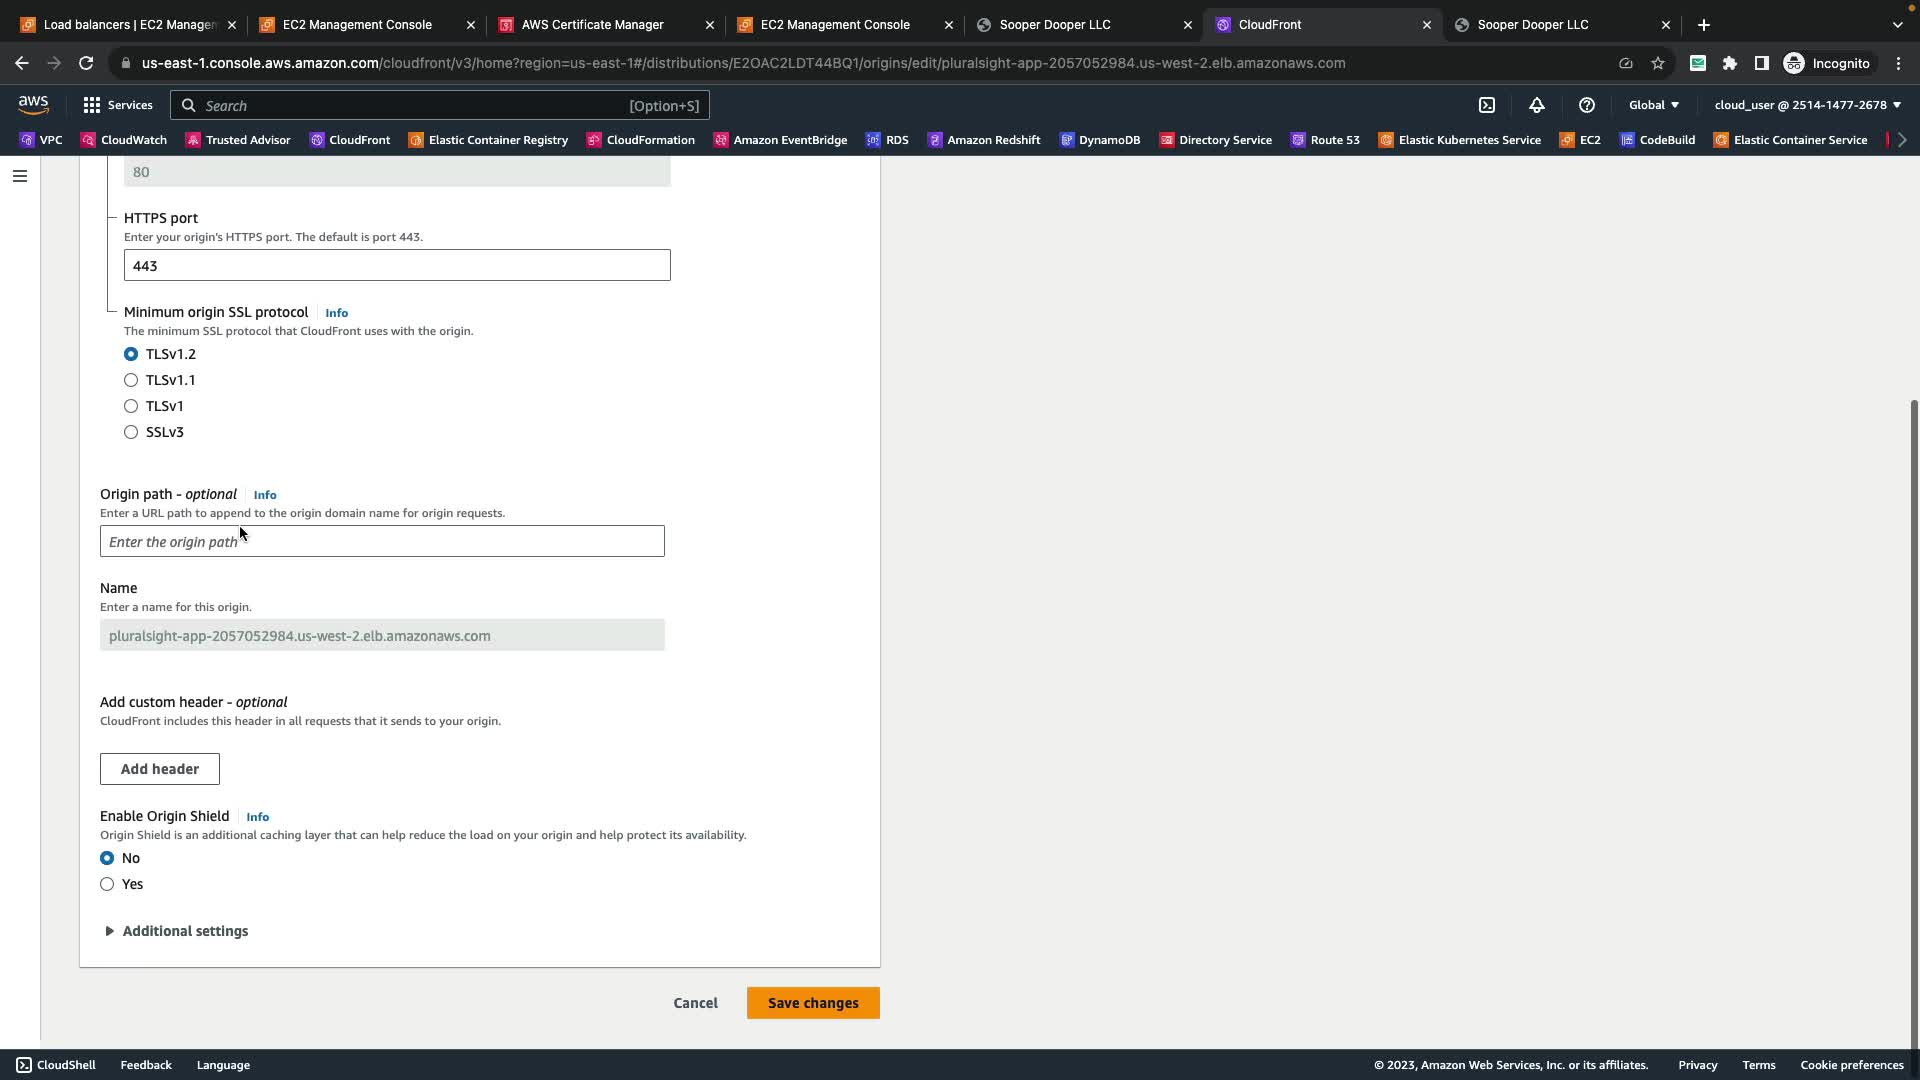 Load balancers | EC2 Manage
EC2 Management Console
AWS Certificate Manager
EC2 Management Console
Sooper Dooper LLC
CloudFront
Sooper Dooper LLC
us-east-1.console.aws.amazon.com/cloudfront/v3/home?region=us-east-1#/distributions/E2OAC2LDT44BQ1/origins/edit/pluralsight-app-2057052984.us-west-2.elb.amazonaws.com
Incognito
aws
Services
Search
[Option+S]
Global
cloud_user @ 2514-1477-2678
VPC
CloudWatch
Trusted Advisor
CloudFront
Elastic Container Registry
CloudFormation
Amazon EventBridge
RDS
Amazon Redshift
DynamoDB
Directory Service
Route 53
Elastic Kubernetes Service
EC2
CodeBuild
Elastic Container Service
80
HTTPS port
Enter your origin's HTTPS port. The default is port 443.
443
Minimum origin SSL protocol
Info
The minimum SSL protocol that CloudFront uses with the origin.
TLSv1.2
TLSv1.1
TLSv1
SSLv3
Origin path - optional
Info
Enter a URL path to append to the origin domain name for origin requests.
Enter the origin path
Name
Enter a name for this origin.
pluralsight-app-2057052984.us-west-2.elb.amazonaws.com
Add custom header - optional
CloudFront includes this header in all requests that it sends to your origin.
Add header
Enable Origin Shield
Info
Origin Shield is an additional caching layer that can help reduce the load on your origin and help protect its availability.
No
Yes
Additional settings
Cancel
Save changes
CloudShell
Feedback
Language
© 2023, Amazon Web Services, Inc. or its affiliates.
Privacy
Terms
Cookie preferences